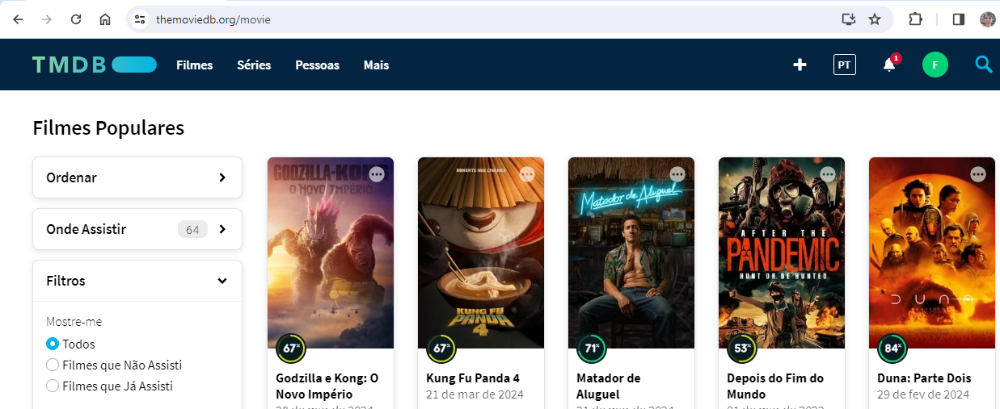 themoviedb.org/movie
TMDB
Filmes
Séries
Pessoas
Mais
PT
1
F
Filmes Populares
Ordenar
Onde Assistir
64
Filtros
Mostre-me
Todos
Filmes que Não Assisti
Filmes que Já Assisti
GODZILLA-KONG
O NOVO IMPÉRIO
67%
Godzilla e Kong: O
Novo Império
SOMENTE NOS CINEMAS
KUNG FU
PANDA
4
67%
Kung Fu Panda 4
21 de mar de 2024
Matador de Aluguel
71%
Matador de
Aluguel
AFTER THE
PANDEMIC
HUNT OR BE HUNTED
53%
Depois do Fim do
Mundo
DUNA
84%
Duna: Parte Dois
29 de fev de 2024